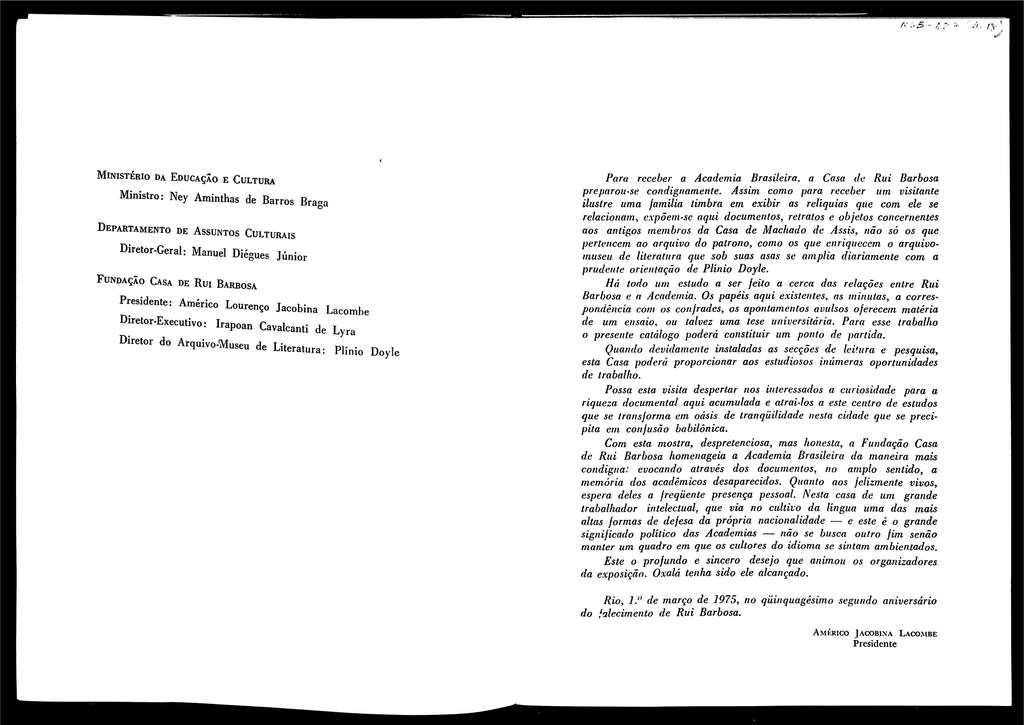 MINISTÉRIO DA EDUCAÇÃO E CULTURA
Ministro: Ney Aminthas de Barros Braga
DEPARTAMENTO DE ASSUNTOS CULTURAIS
Diretor-Geral: Manuel Diégues Júnior
FUNDAÇÃO CASA DE RUI BARBOSA
Presidente: Américo Lourenço Jacobina Lacombe
Diretor-Executivo: Irapoan Cavalcanti de Lyra
Diretor do Arquivo-Museu de Literatura: Plínio Doyle
Para receber a Academia Brasileira, a Casa de Rui Barbosa
preparou-se condignamente. Assim como para receber um visitante
ilustre uma família timbra em exibir as relíquias que com ele se
relacionam, expõem-se aqui documentos, retratos e objetos concernentes
aos antigos membros da Casa de Machado de Assis, não só os que
pertencem ao arquivo do patrono, como os que enriquecem o arquivo-
museu de literatura que sob suas asas se amplia diariamente com a
prudente orientação de Plínio Doyle.
Há todo um estudo a ser feito a cerca das relações entre Rui
Barbosa e a Academia. Os papéis aqui existentes, as minutas, a corres-
pondência com os confrades, os apontamentos avulsos oferecem matéria
de um ensaio, ou talvez uma tese universitária. Para esse trabalho
o presente catálogo poderá constituir um ponto de partida.
Quando devidamente instaladas as secções de leitura e pesquisa,
esta Casa poderá proporcionar aos estudiosos inúmeras oportunidades
de trabalho.
Possa esta visita despertar nos interessados a curiosidade para a
riqueza documental aqui acumulada e atraí-los a este centro de estudos
que se transforma em oásis de tranqüilidade nesta cidade que se preci-
pita em confusão babilônica.
Com esta mostra, despretenciosa, mas honesta, a Fundação Casa
de Rui Barbosa homenageia a Academia Brasileira da maneira mais
condigna: evocando através dos documentos, no amplo sentido, a
memória dos acadêmicos desaparecidos. Quanto aos felizmente vivos,
espera deles a freqüente presença pessoal. Nesta casa de um grande
trabalhador intelectual, que via no cultivo da língua uma das mais
altas formas de defesa da própria nacionalidade — e este é o grande
significado político das Academias — não se busca outro fim senão
manter um quadro em que os cultores do idioma se sintam ambientados.
Este o profundo e sincero desejo que animou os organizadores
da exposição. Oxalá tenha sido ele alcançado.
Rio, 1.º de março de 1975, no qüinquagésimo segundo aniversário
do falecimento de Rui Barbosa.
AMÉRICO JACOBINA LACOMBE
Presidente